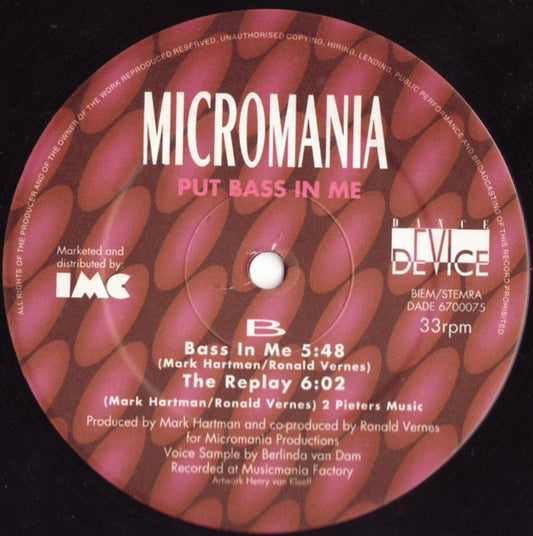 ALL RIGHTS OF THE PRODUCER AND OF THE OWNER OF THE WORK REPRODUCED RESERVED. UNAUTHORISED COPYING, HIRING, LENDING, PUBLIC PERFORMANCE AND BROADCASTING OF THIS RECORD PROHIBITED
MICROMANIA
PUT BASS IN ME
Marketed and
distributed by:
IMC
DANCE
DEVICE
BIEM/STEMRA
DADE 6700075
33rpm
B
Bass In Me 5:48
(Mark Hartman/Ronald Vernes)
The Replay 6:02
(Mark Hartman/Ronald Vernes) 2 Pieters Music
Produced by Mark Hartman and co-produced by Ronald Vernes
for Micromania Productions
Voice Sample by Berlinda van Dam
Recorded at Musicmania Factory
Artwork Henry van Kleeff